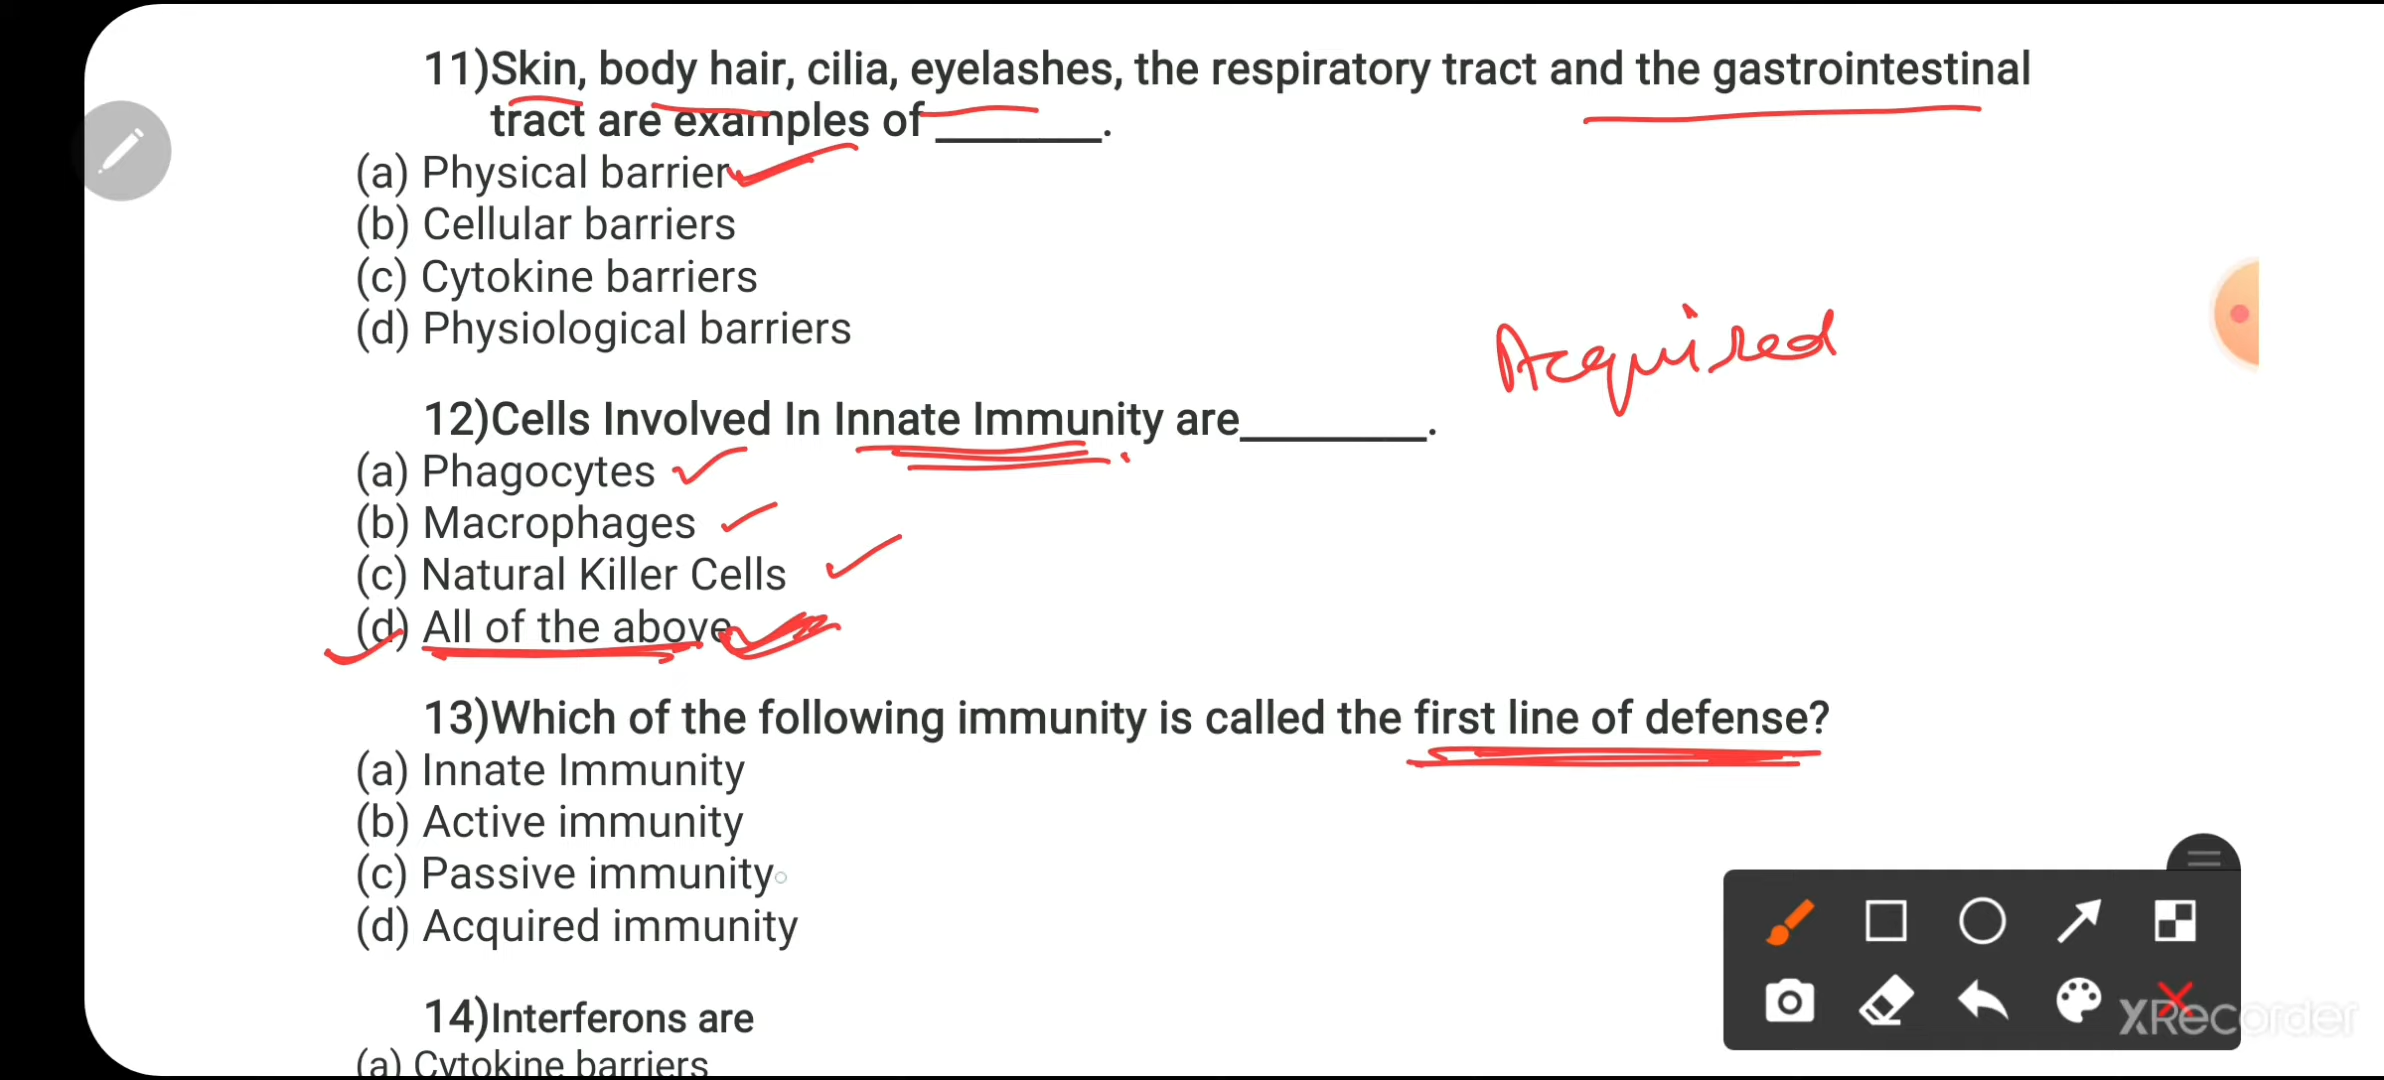 11)Skin, body hair, cilia, eyelashes, the respiratory tract and the gastrointestinal
tract are examples of ________.
(a) Physical barrier
(b) Cellular barriers
(c) Cytokine barriers
(d) Physiological barriers
Acquired
12)Cells Involved In Innate Immunity are_________.
(a) Phagocytes
(b) Macrophages
(c) Natural Killer Cells
(d) All of the above
13)Which of the following immunity is called the first line of defense?
(a) Innate Immunity
(b) Active immunity
(c) Passive immunity
(d) Acquired immunity
14)Interferons are
(a) Cytokine barriers
XRecorder